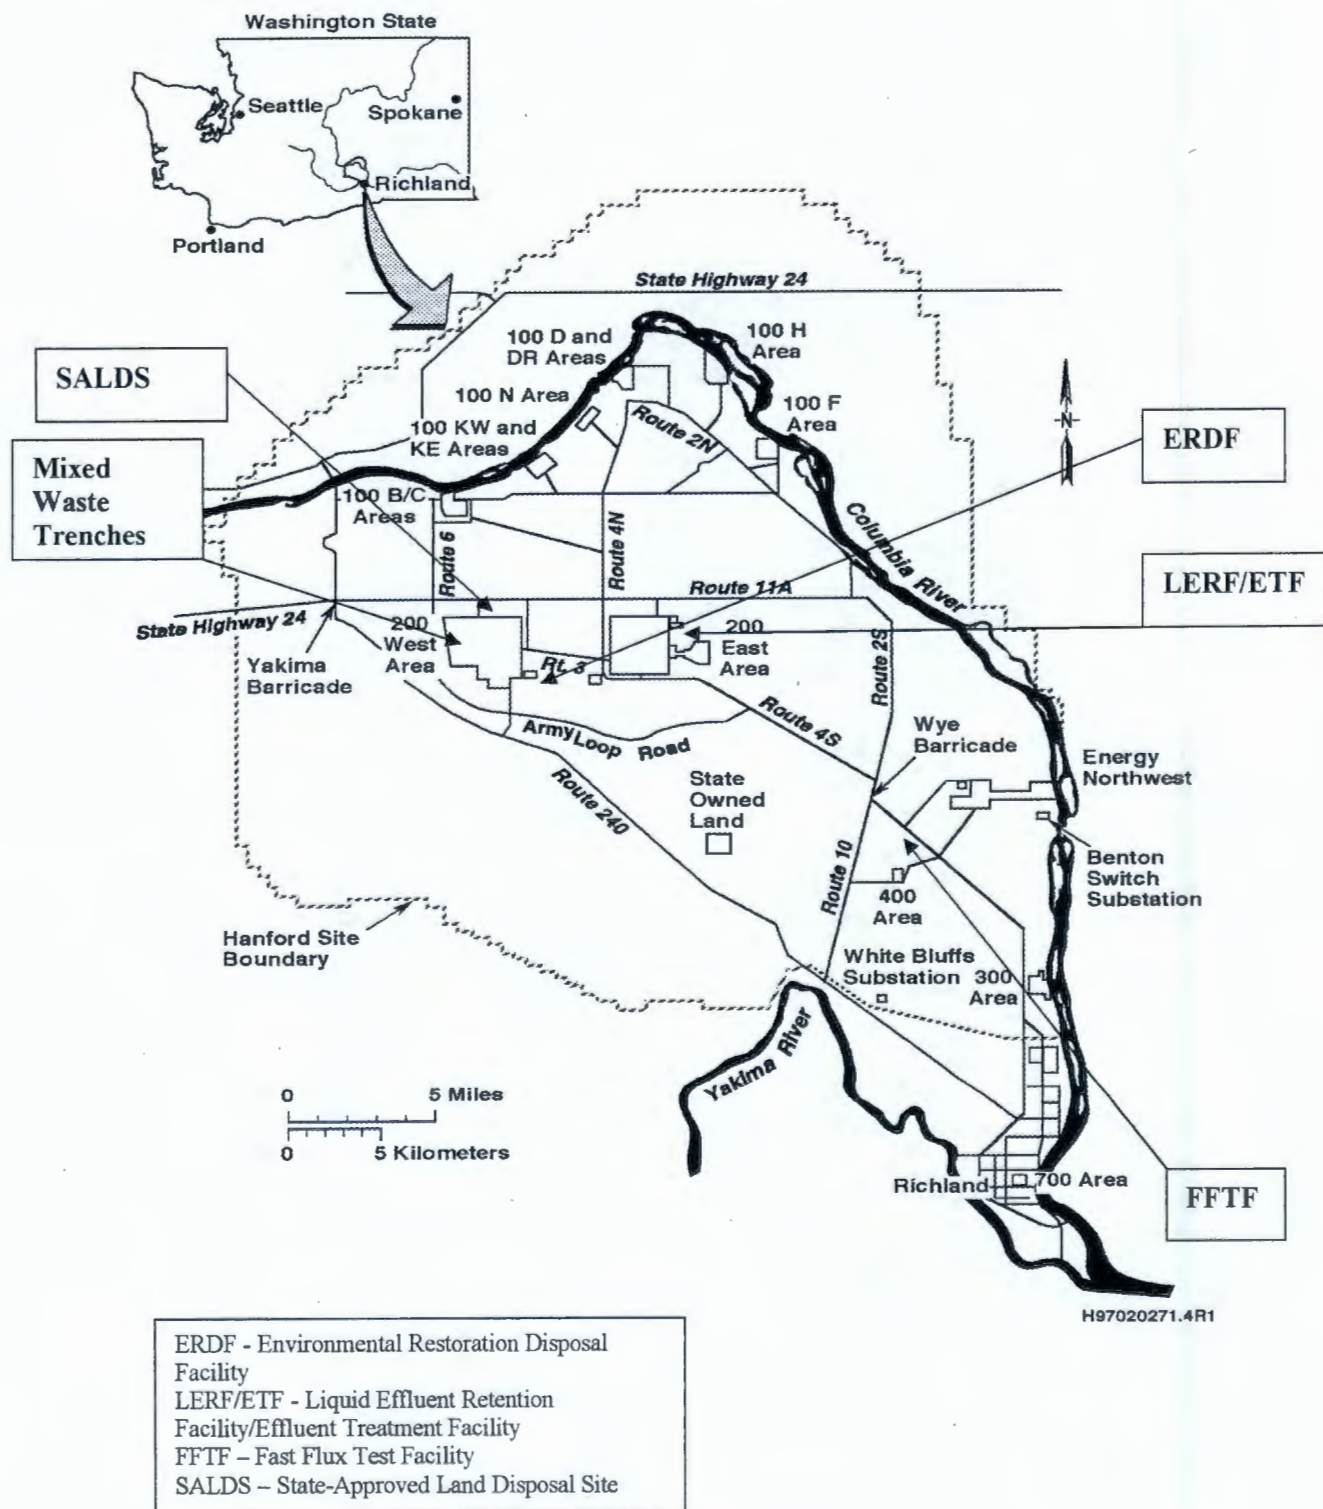 Washington State
Seattle
Spokane
Richland
Portland
State Highway 24
100 D and
DR Areas
100 H
Area
SALDS
100 N Area
100 F
Area
Route 2N
ERDF
100 KW and
KE Areas
Mixed
Waste
Trenches
N
100 B/C
Areas
Columbia River
Route 6
Route 4N
LERF/ETF
Route 11A
State Highway 24
200
West
Area
200
East
Area
Rt. 3
Route 2S
Yakima
Barricade
Route 4S
Wye
Barricade
Army Loop Road
Energy
Northwest
State
Owned
Land
Route 240
Route 10
Benton
Switch
Substation
400
Area
Hanford Site
Boundary
White Bluffs
Substation
300
Area
Yakima River
0 5 Miles
0 5 Kilometers
Richland
700 Area
FFTF
H97020271.4R1
ERDF - Environmental Restoration Disposal
Facility
LERF/ETF - Liquid Effluent Retention
Facility/Effluent Treatment Facility
FFTF – Fast Flux Test Facility
SALDS – State-Approved Land Disposal Site